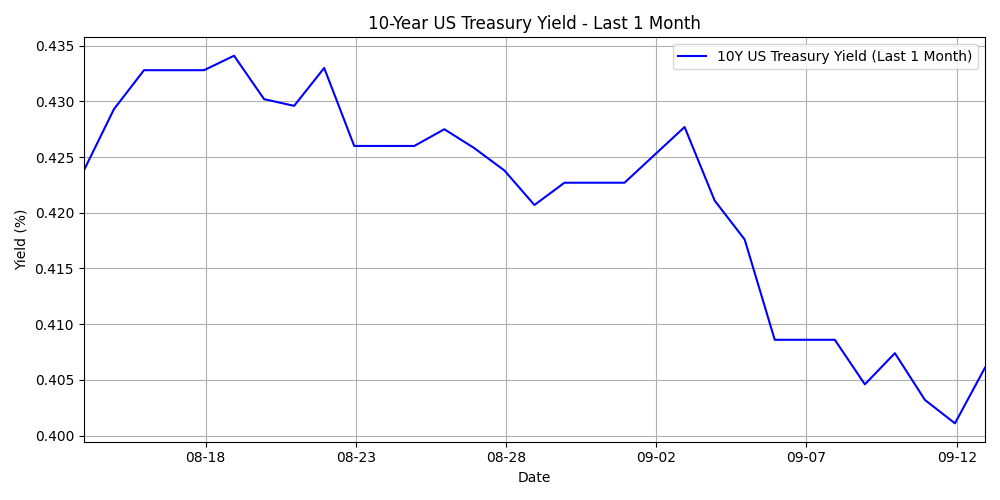 10-Year US Treasury Yield - Last 1 Month
10Y US Treasury Yield (Last 1 Month)
Yield (%)
0.435
0.430
0.425
0.420
0.415
0.410
0.405
0.400
08-18 08-23 08-28 09-02 09-07 09-12
Date